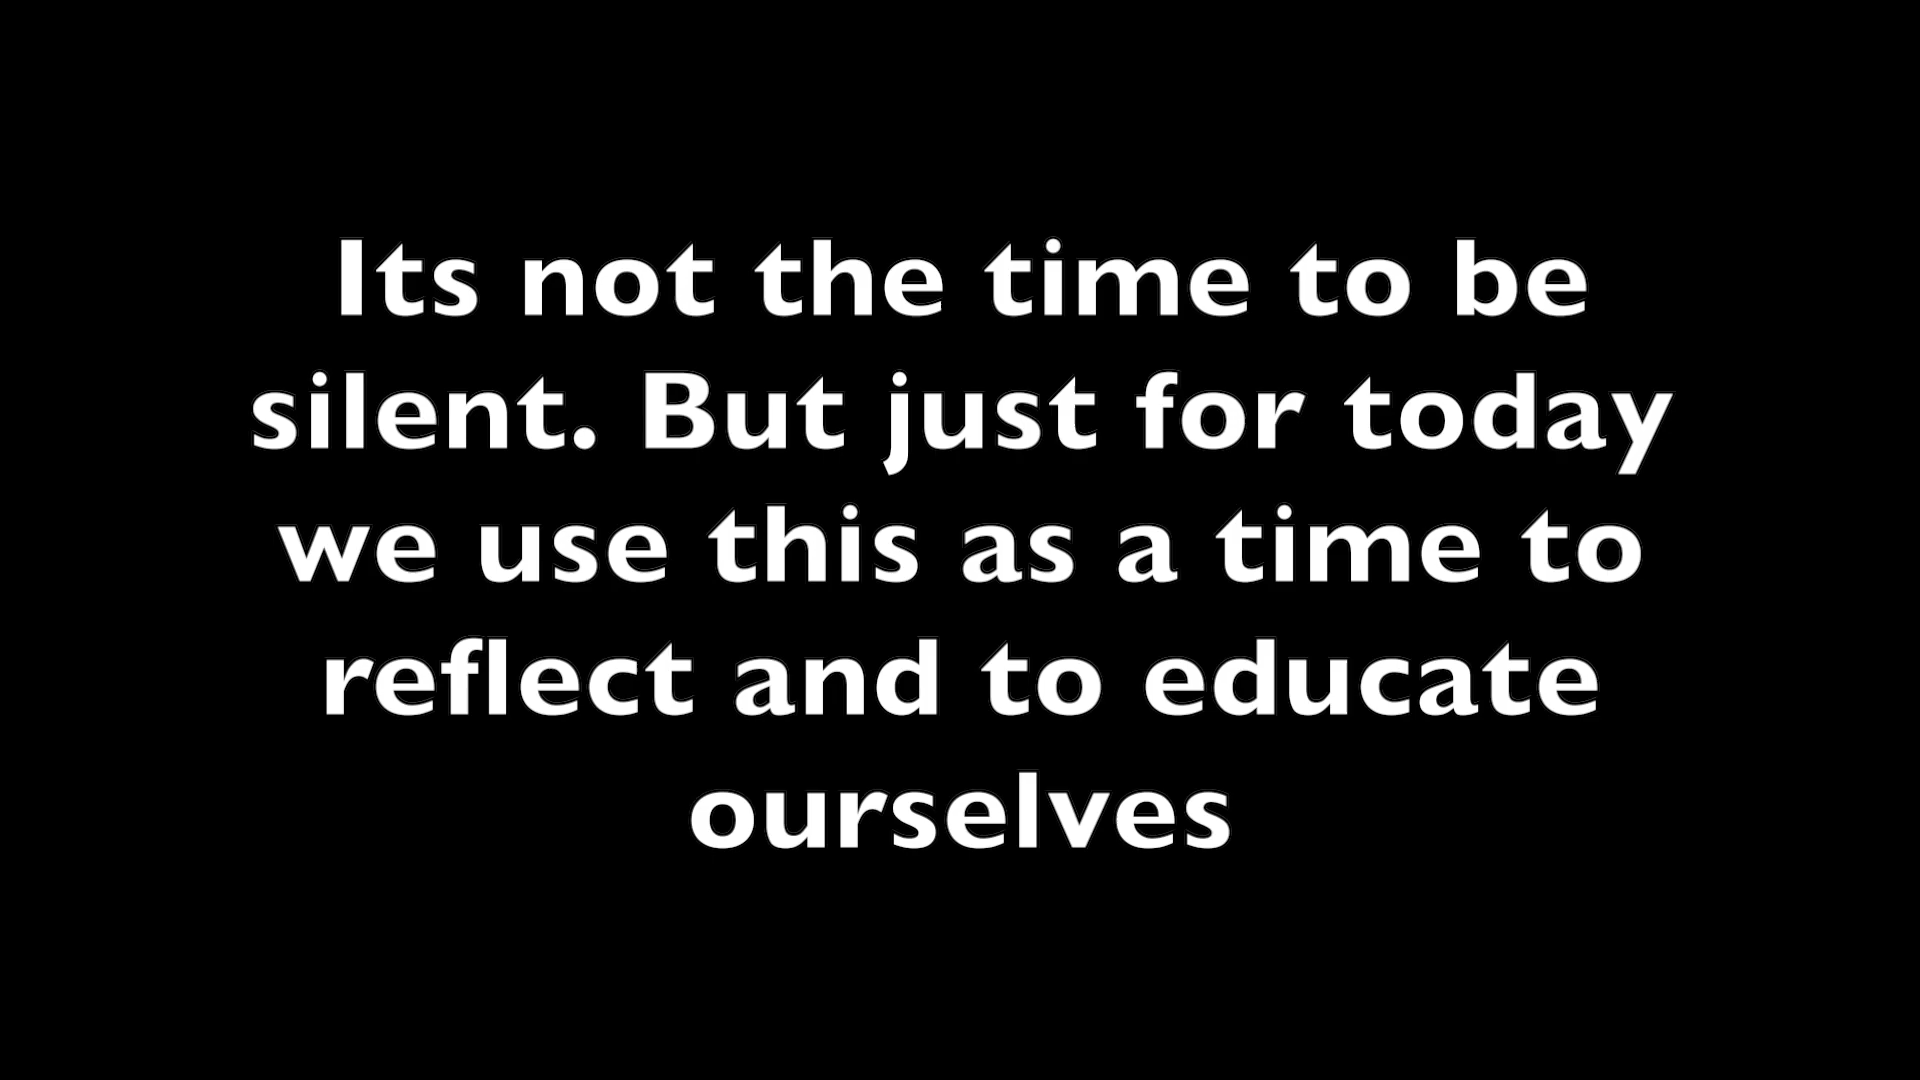 Its not the time to be
silent. But just for today
we use this as a time to
reflect and to educate
ourselves